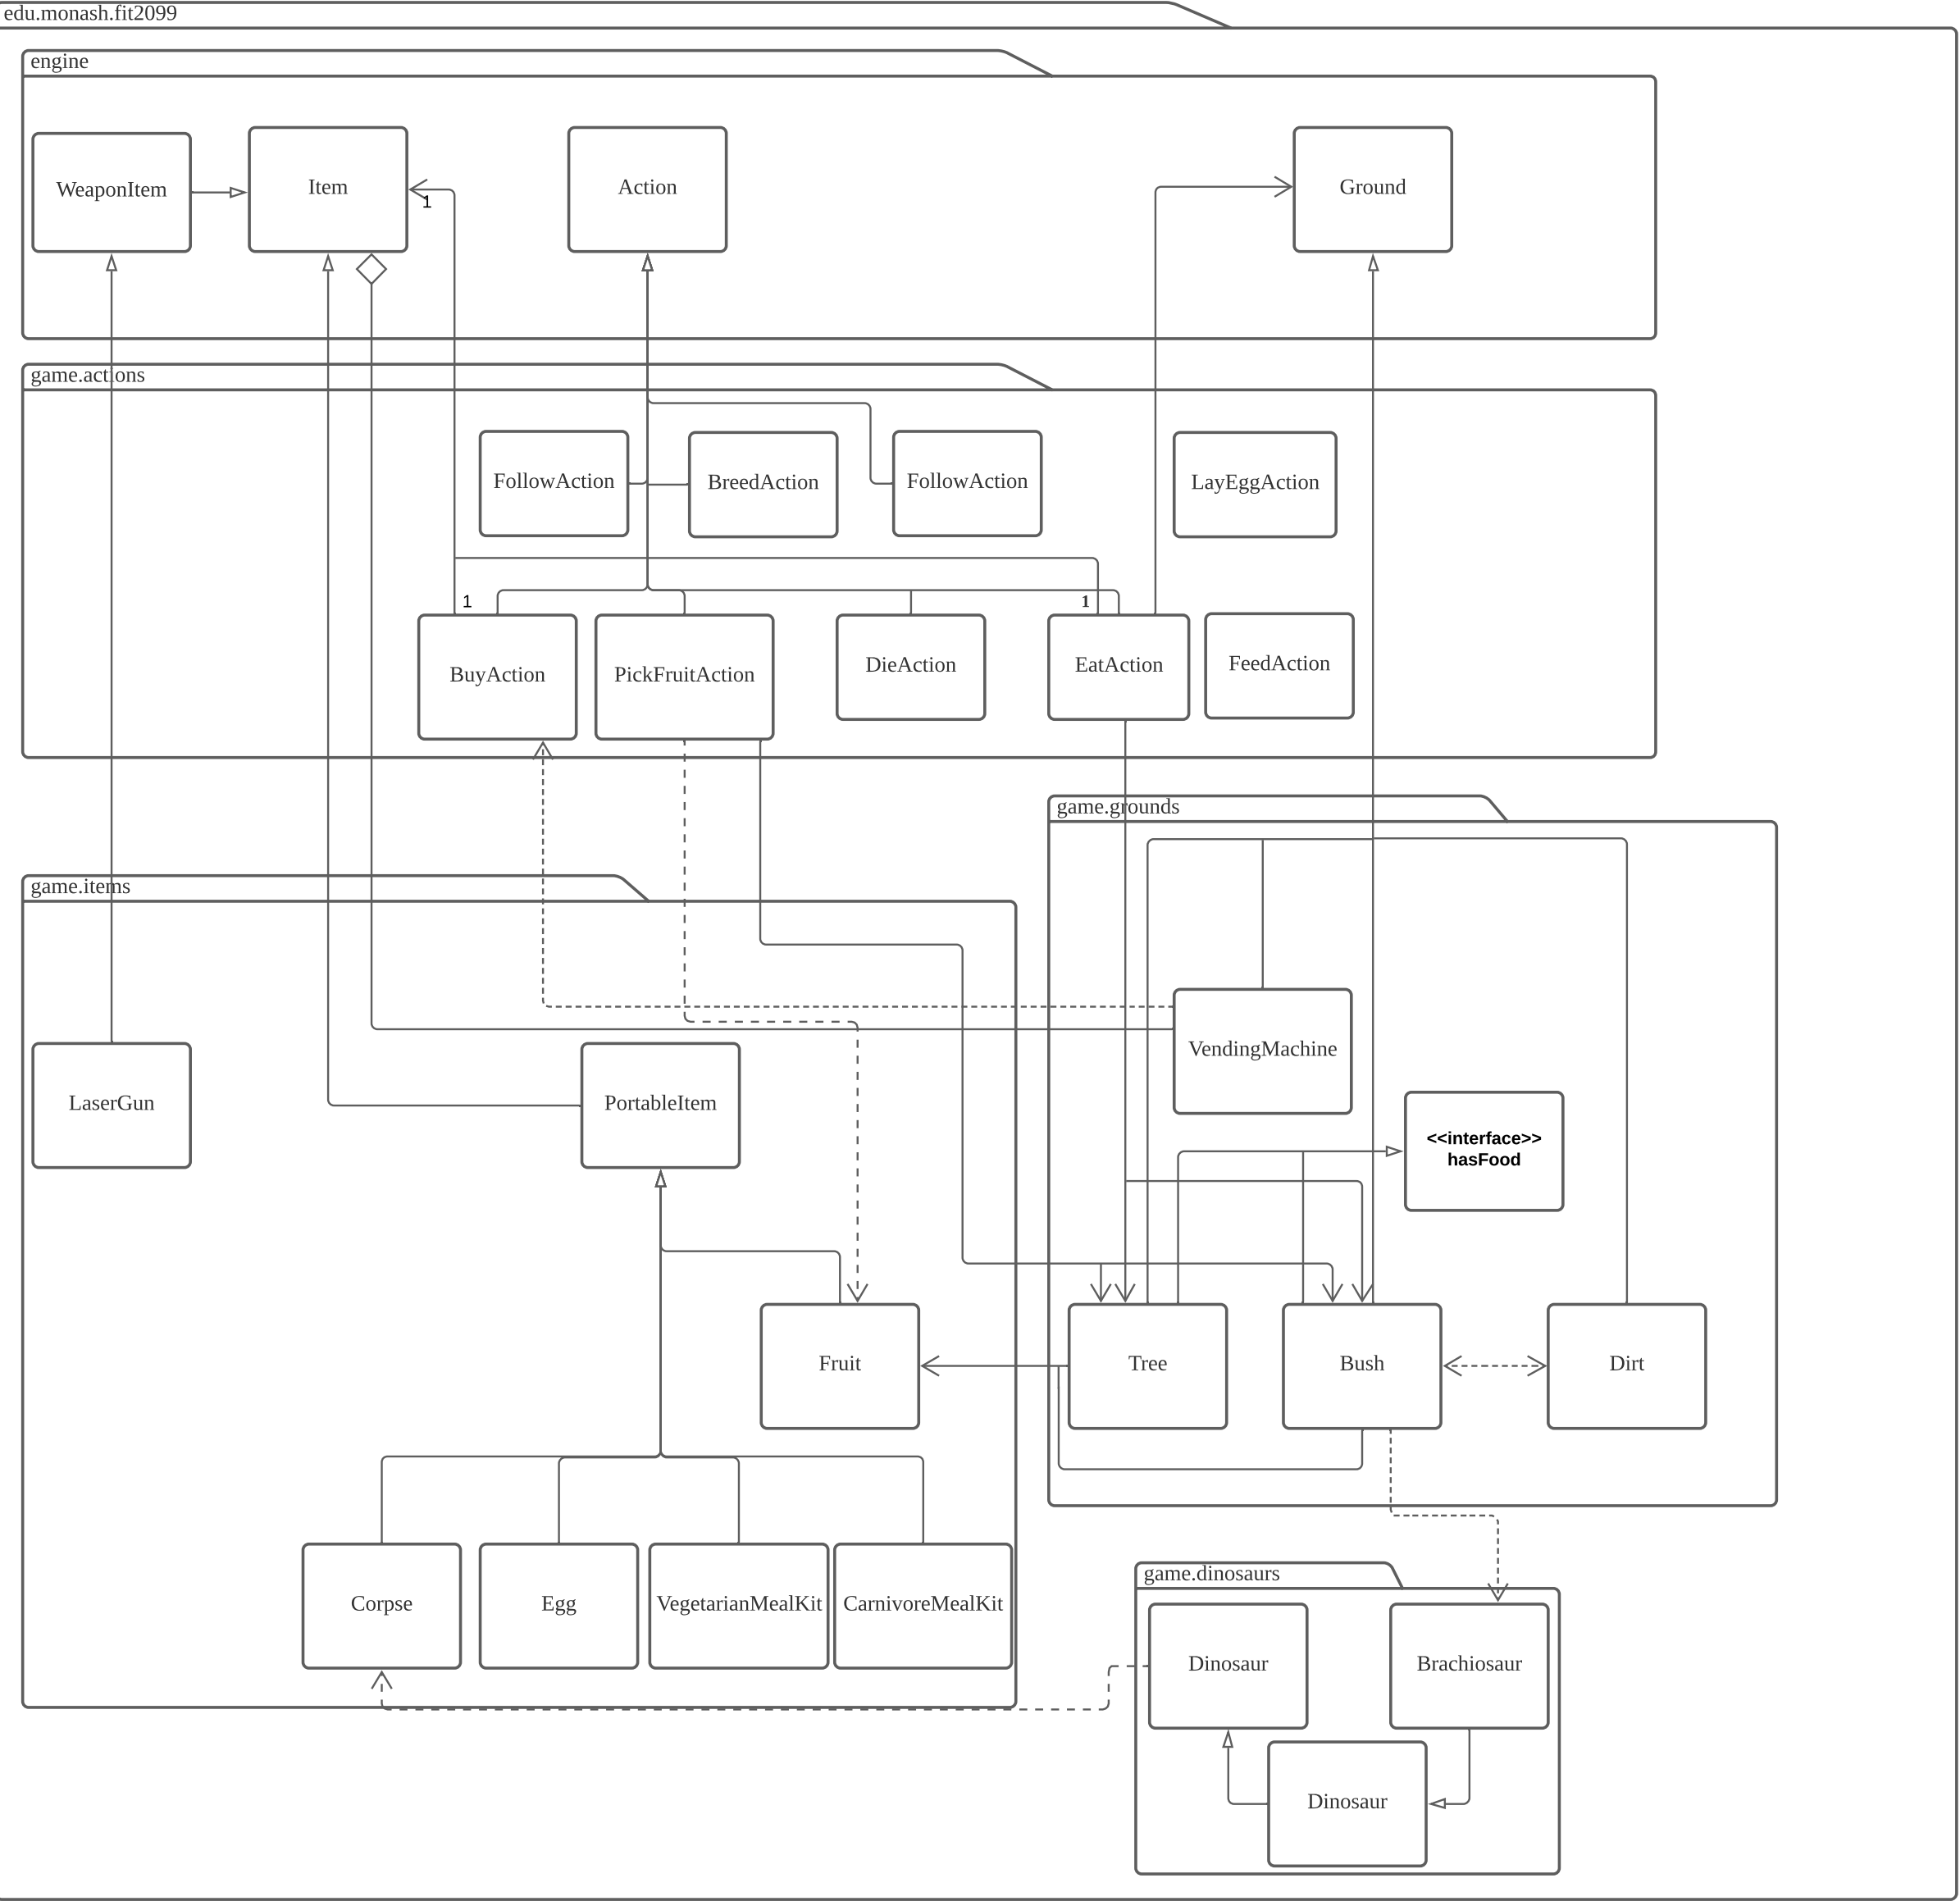 edu.monash.fit2099
engine
WeaponItem
Item
Action
Ground
1
game.actions
FollowAction
BreedAction
FollowAction
LayEggAction
1
1
BuyAction
PickFruitAction
DieAction
EatAction
FeedAction
game.grounds
game.items
VendingMachine
LaserGun
PortableItem
<<interface>>
hasFood
Fruit
Tree
Bush
Dirt
game.dinosaurs
Corpse
Egg
VegetarianMealKit
CarnivoreMealKit
Dinosaur
Brachiosaur
Dinosaur